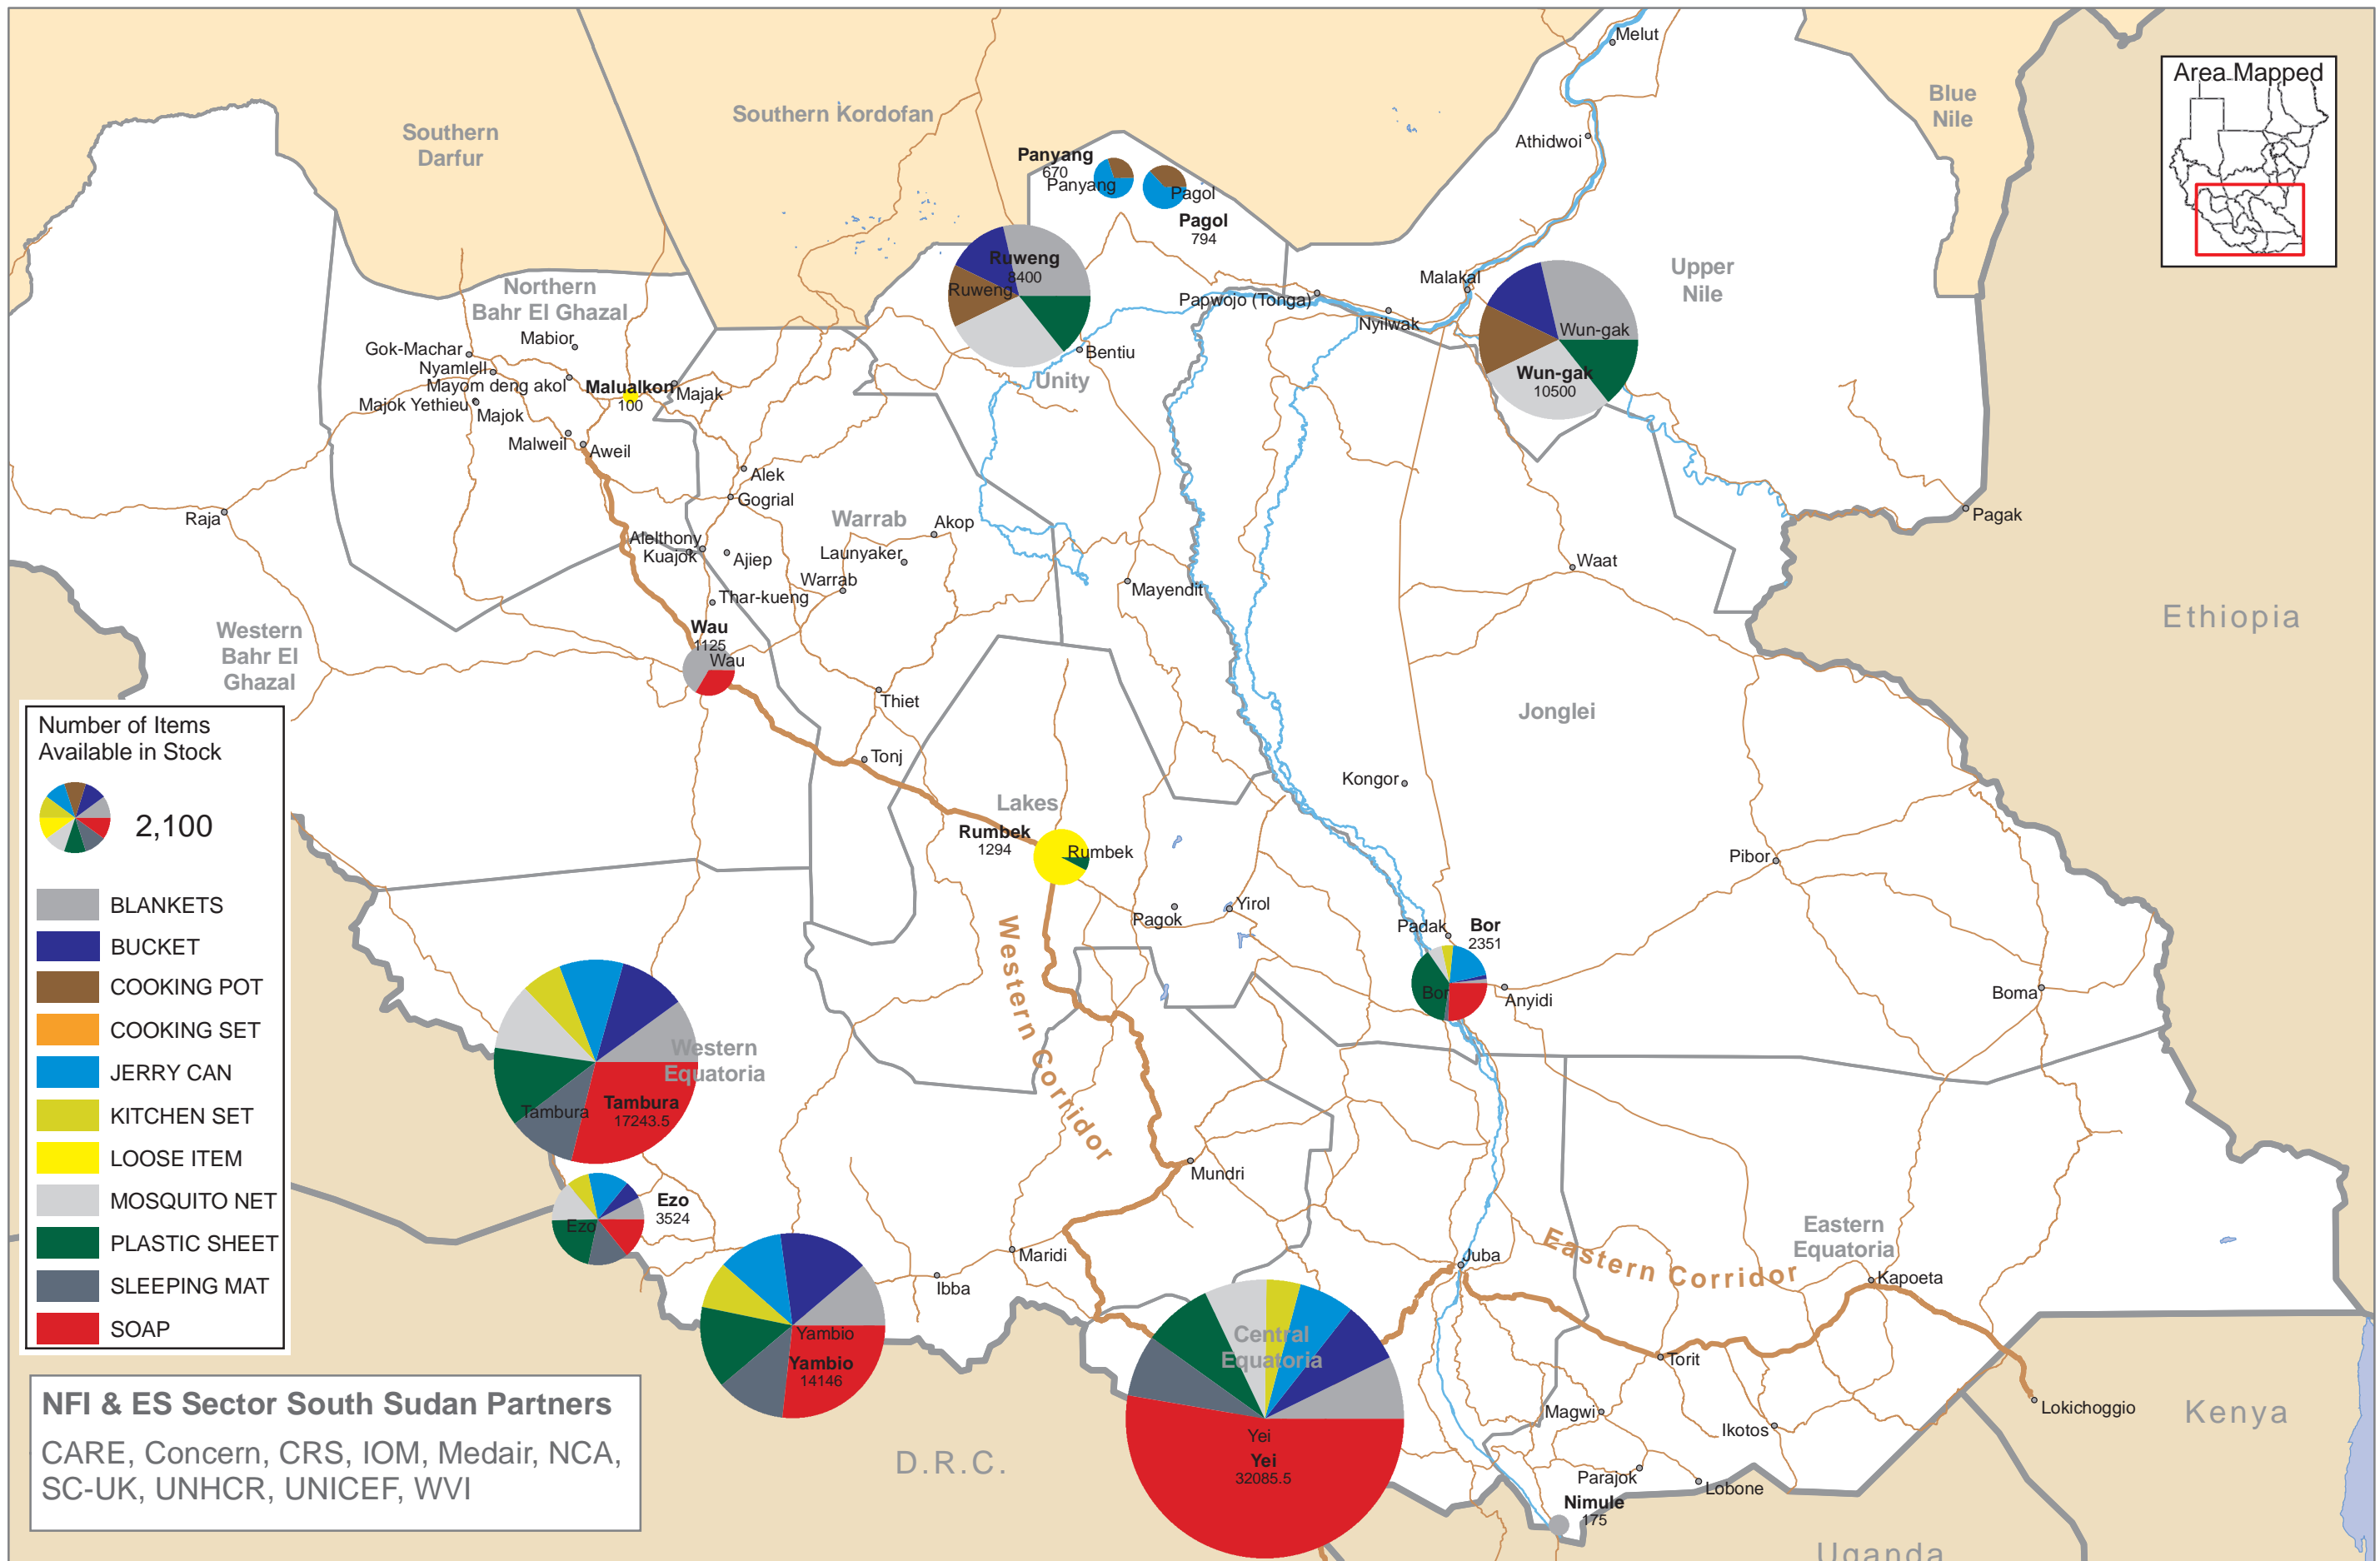 Melut
Area Mapped
Blue
Nile
Southern Kordofan
Southern
Darfur
Athidwoi
Panyang
670
Panyang
Pagol
Pagol
794
Ruweng
8400
Ruweng
Upper
Nile
Malakal
Northern
Bahr El Ghazal
Papwojo (Tonga)
Nyilwak
Wun-gak
Wun-gak
10500
Mabior
Gok-Machar
Nyamlell
Mayom deng akol
Majok Yethieu
Majok
Malualkon
100
Majak
Bentiu
Unity
Malweil
Aweil
Alek
Gogrial
Raja
Warrab
Akop
Pagak
Alelthony
Kuajok
Ajiep
Launyaker
Warrab
Waat
Mayendit
Thar-kueng
Ethiopia
Western
Bahr El
Ghazal
Wau
1125
Wau
Thiet
Jonglei
Tonj
Kongor
Number of Items
Available in Stock
2,100
BLANKETS
BUCKET
COOKING POT
COOKING SET
JERRY CAN
KITCHEN SET
LOOSE ITEM
MOSQUITO NET
PLASTIC SHEET
SLEEPING MAT
SOAP
Lakes
Rumbek
1294
Rumbek
Pibor
Pagok
Yirol
Padak
Bor
2351
Bor
Anyidi
Boma
Western Corridor
Western
Equatoria
Tambura
Tambura
17243.5
Mundri
Ezo
3524
Ezo
Maridi
Ibba
Juba
Eastern Corridor
Eastern
Equatoria
Kapoeta
Yambio
Yambio
14146
Central
Equatoria
Torit
Lokichoggio
Kenya
Magwi
Ikotos
Yei
Yei
32085.5
D.R.C.
Parajok
Lobone
Nimule
175
Uganda
NFI & ES Sector South Sudan Partners
CARE, Concern, CRS, IOM, Medair, NCA,
SC-UK, UNHCR, UNICEF, WVI